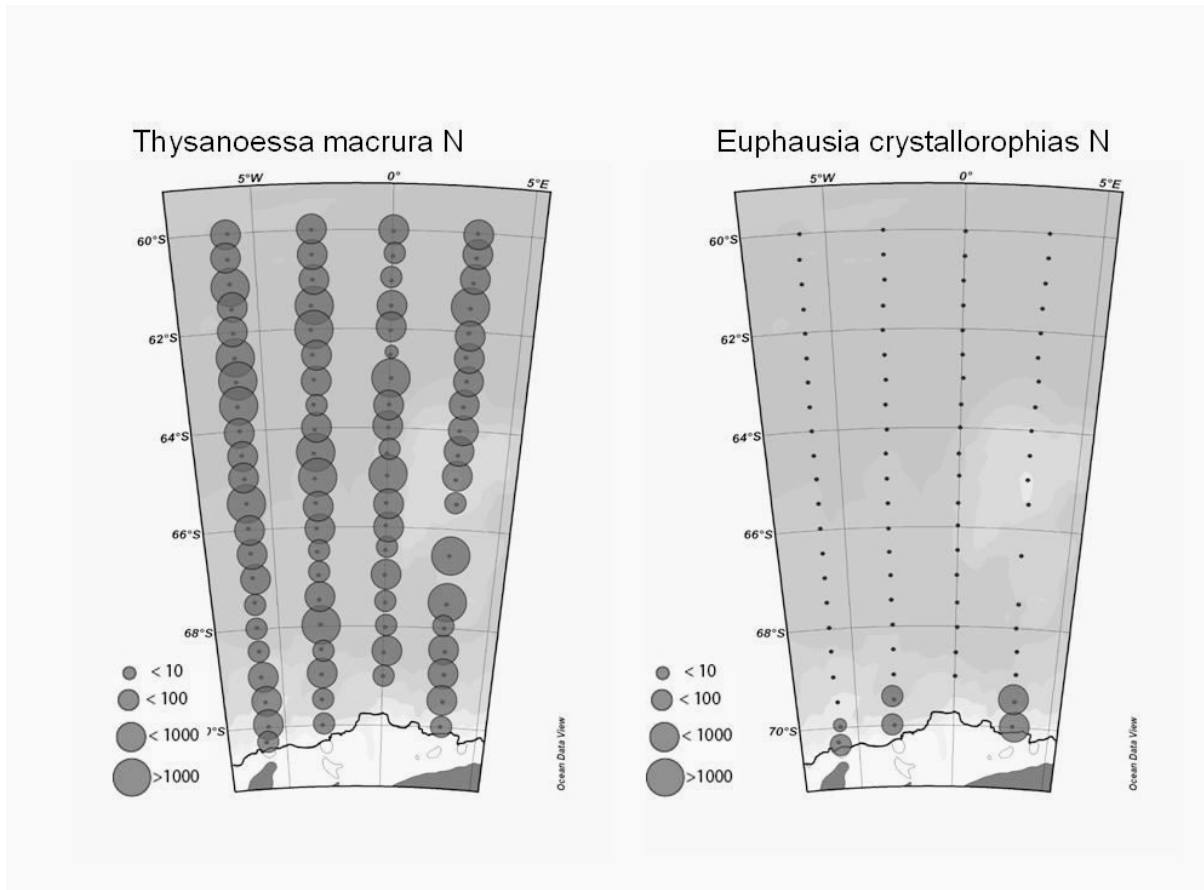 Thysanoessa macrura N
5°W
0°
5°E
60°S
62°S
64°S
66°S
68°S
< 10
< 100
< 1000
)°S
>1000
Ocean Data View
Euphausia crystallorophias N
5°W
0°
5°E
60°S
62°S
64°S
66°S
68°S
70°S
< 10
< 100
< 1000
>1000
Ocean Data View